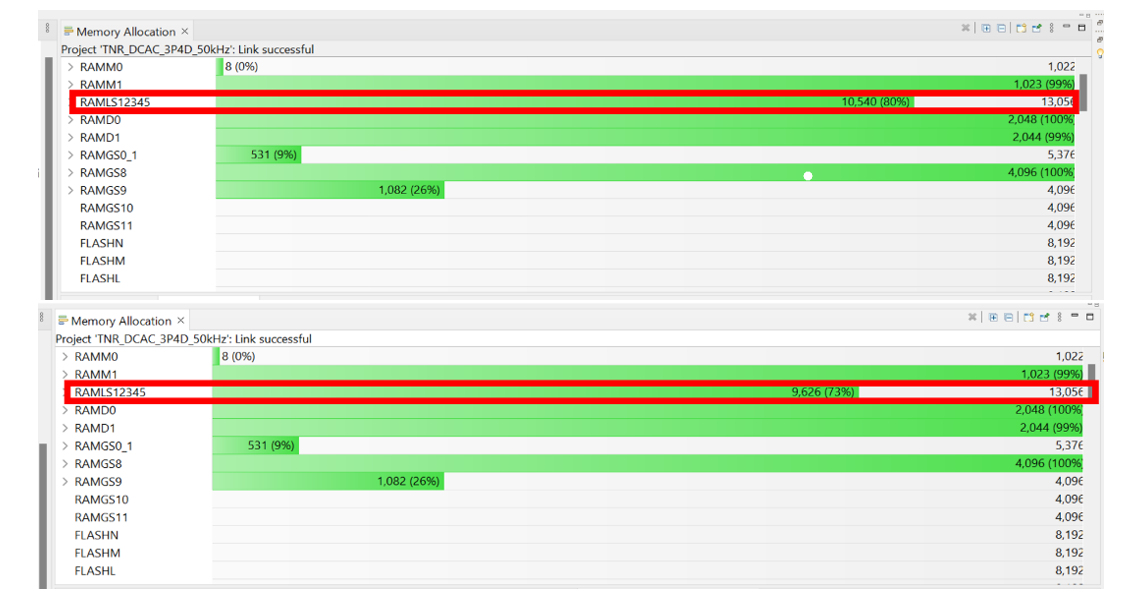 Memory Allocation ×
Project 'TNR_DCAC_3P4D_50kHz': Link successful
> RAMM0 8 (0%) 1,022
> RAMM1 1,023 (99%)
RAMLS12345 10,540 (80%) 13,056
> RAMD0 2,048 (100%
> RAMD1 2,044 (99%)
> RAMGS0_1 531 (9%) 5,376
> RAMGS8 4,096 (100%
> RAMGS9 1,082 (26%) 4,096
RAMGS10 4,096
RAMGS11 4,096
FLASHN 8,192
FLASHM 8,192
FLASHL 8,192
Memory Allocation ×
Project 'TNR_DCAC_3P4D_50kHz': Link successful
> RAMM0 8 (0%) 1,022
> RAMM1 1,023 (99%)
RAMLS12345 9,626 (73%) 13,056
> RAMD0 2,048 (100%
> RAMD1 2,044 (99%)
> RAMGS0_1 531 (9%) 5,376
> RAMGS8 4,096 (100%
> RAMGS9 1,082 (26%) 4,096
RAMGS10 4,096
RAMGS11 4,096
FLASHN 8,192
FLASHM 8,192
FLASHL 8,192